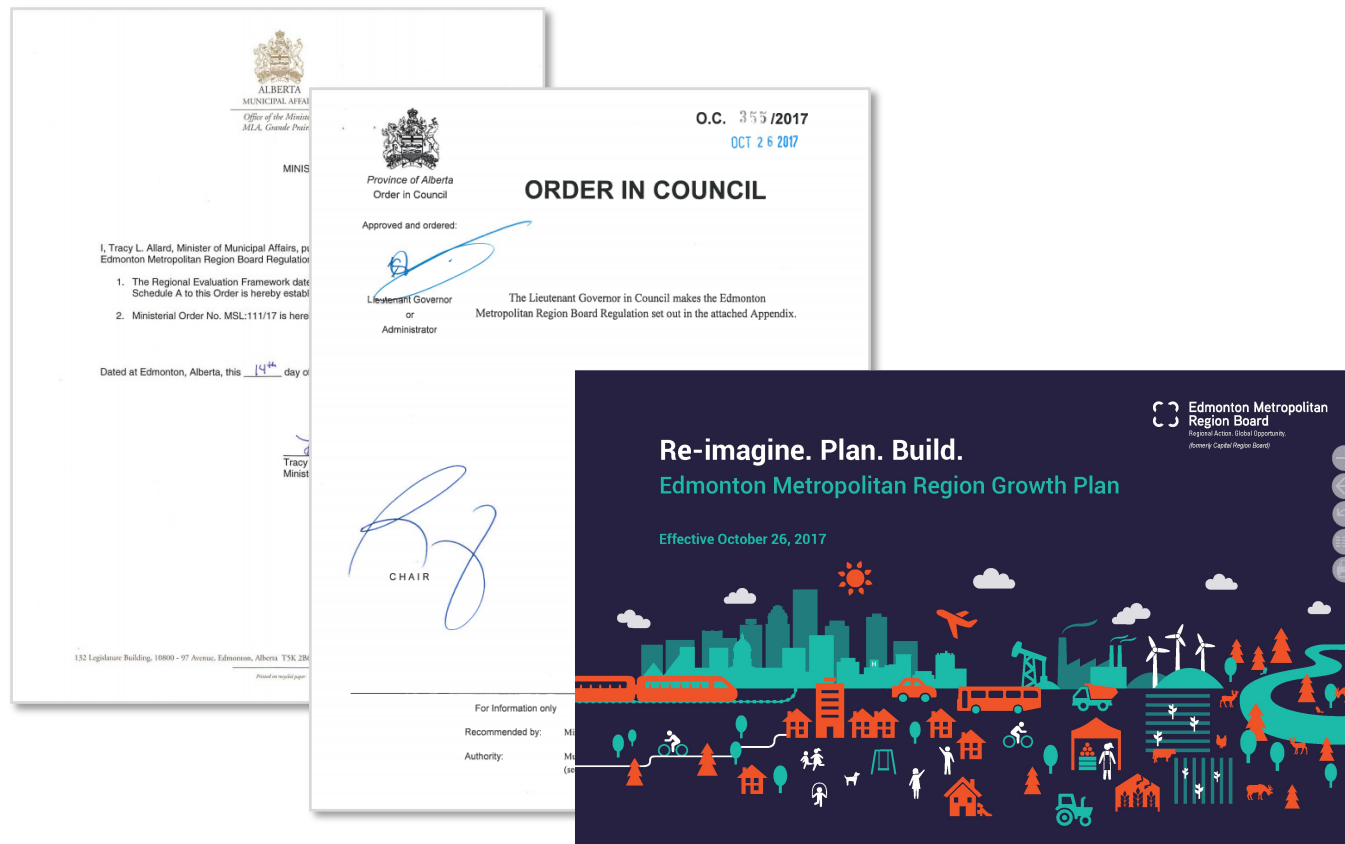 ALBERTA
MUNICIPAL AFFAI
Office of the Ministe
MLA, Grande Prair
MINIS
I, Tracy L. Allard, Minister of Municipal Affairs, pu
Edmonton Metropolitan Region Board Regulation
1. The Regional Evaluation Framework date
Schedule A to this Order is hereby establ
2. Ministerial Order No. MSL:111/17 is here
Dated at Edmonton, Alberta, this 14th day of
Tracy
Minist
132 Legislature Building, 10800 - 97 Avenue, Edmonton, Alberta T5K 2B6
Printed on recycled paper
O.C. 355/2017
OCT 26 2017
Province of Alberta
Order in Council
ORDER IN COUNCIL
Approved and ordered:
Lieutenant Governor
or
Administrator
The Lieutenant Governor in Council makes the Edmonton
Metropolitan Region Board Regulation set out in the attached Appendix.
CHAIR
For Information only
Recommended by: Mi
Authority: Mu
(se
Edmonton Metropolitan
Region Board
Regional Action. Global Opportunity.
(formerly Capital Region Board)
Re-imagine. Plan. Build.
Edmonton Metropolitan Region Growth Plan
Effective October 26, 2017
H